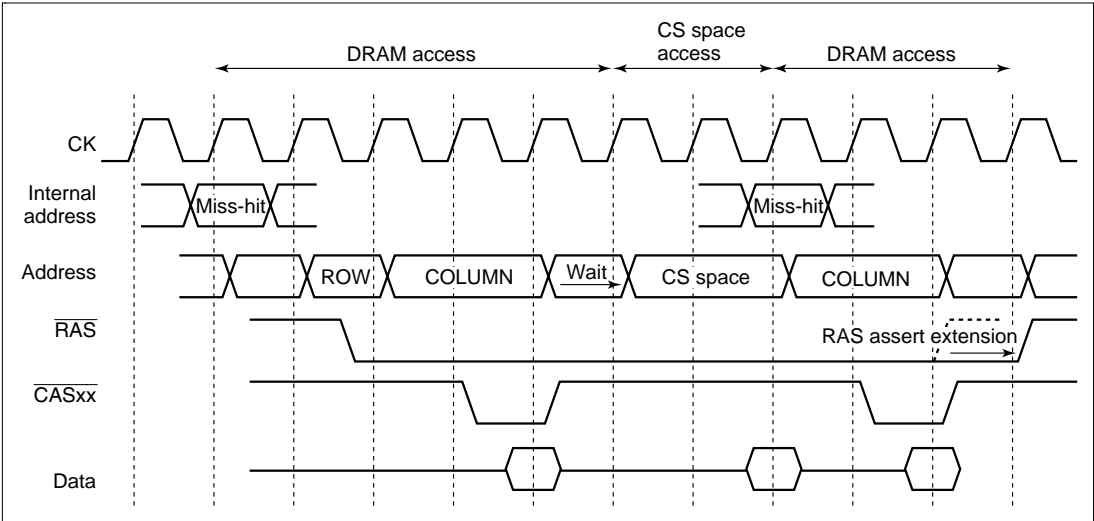 DRAM access
CS space
access
DRAM access
CK
Internal
address
Miss-hit
Miss-hit
Address
ROW
COLUMN
Wait
CS space
COLUMN
RAS
RAS assert extension
CASxx
Data